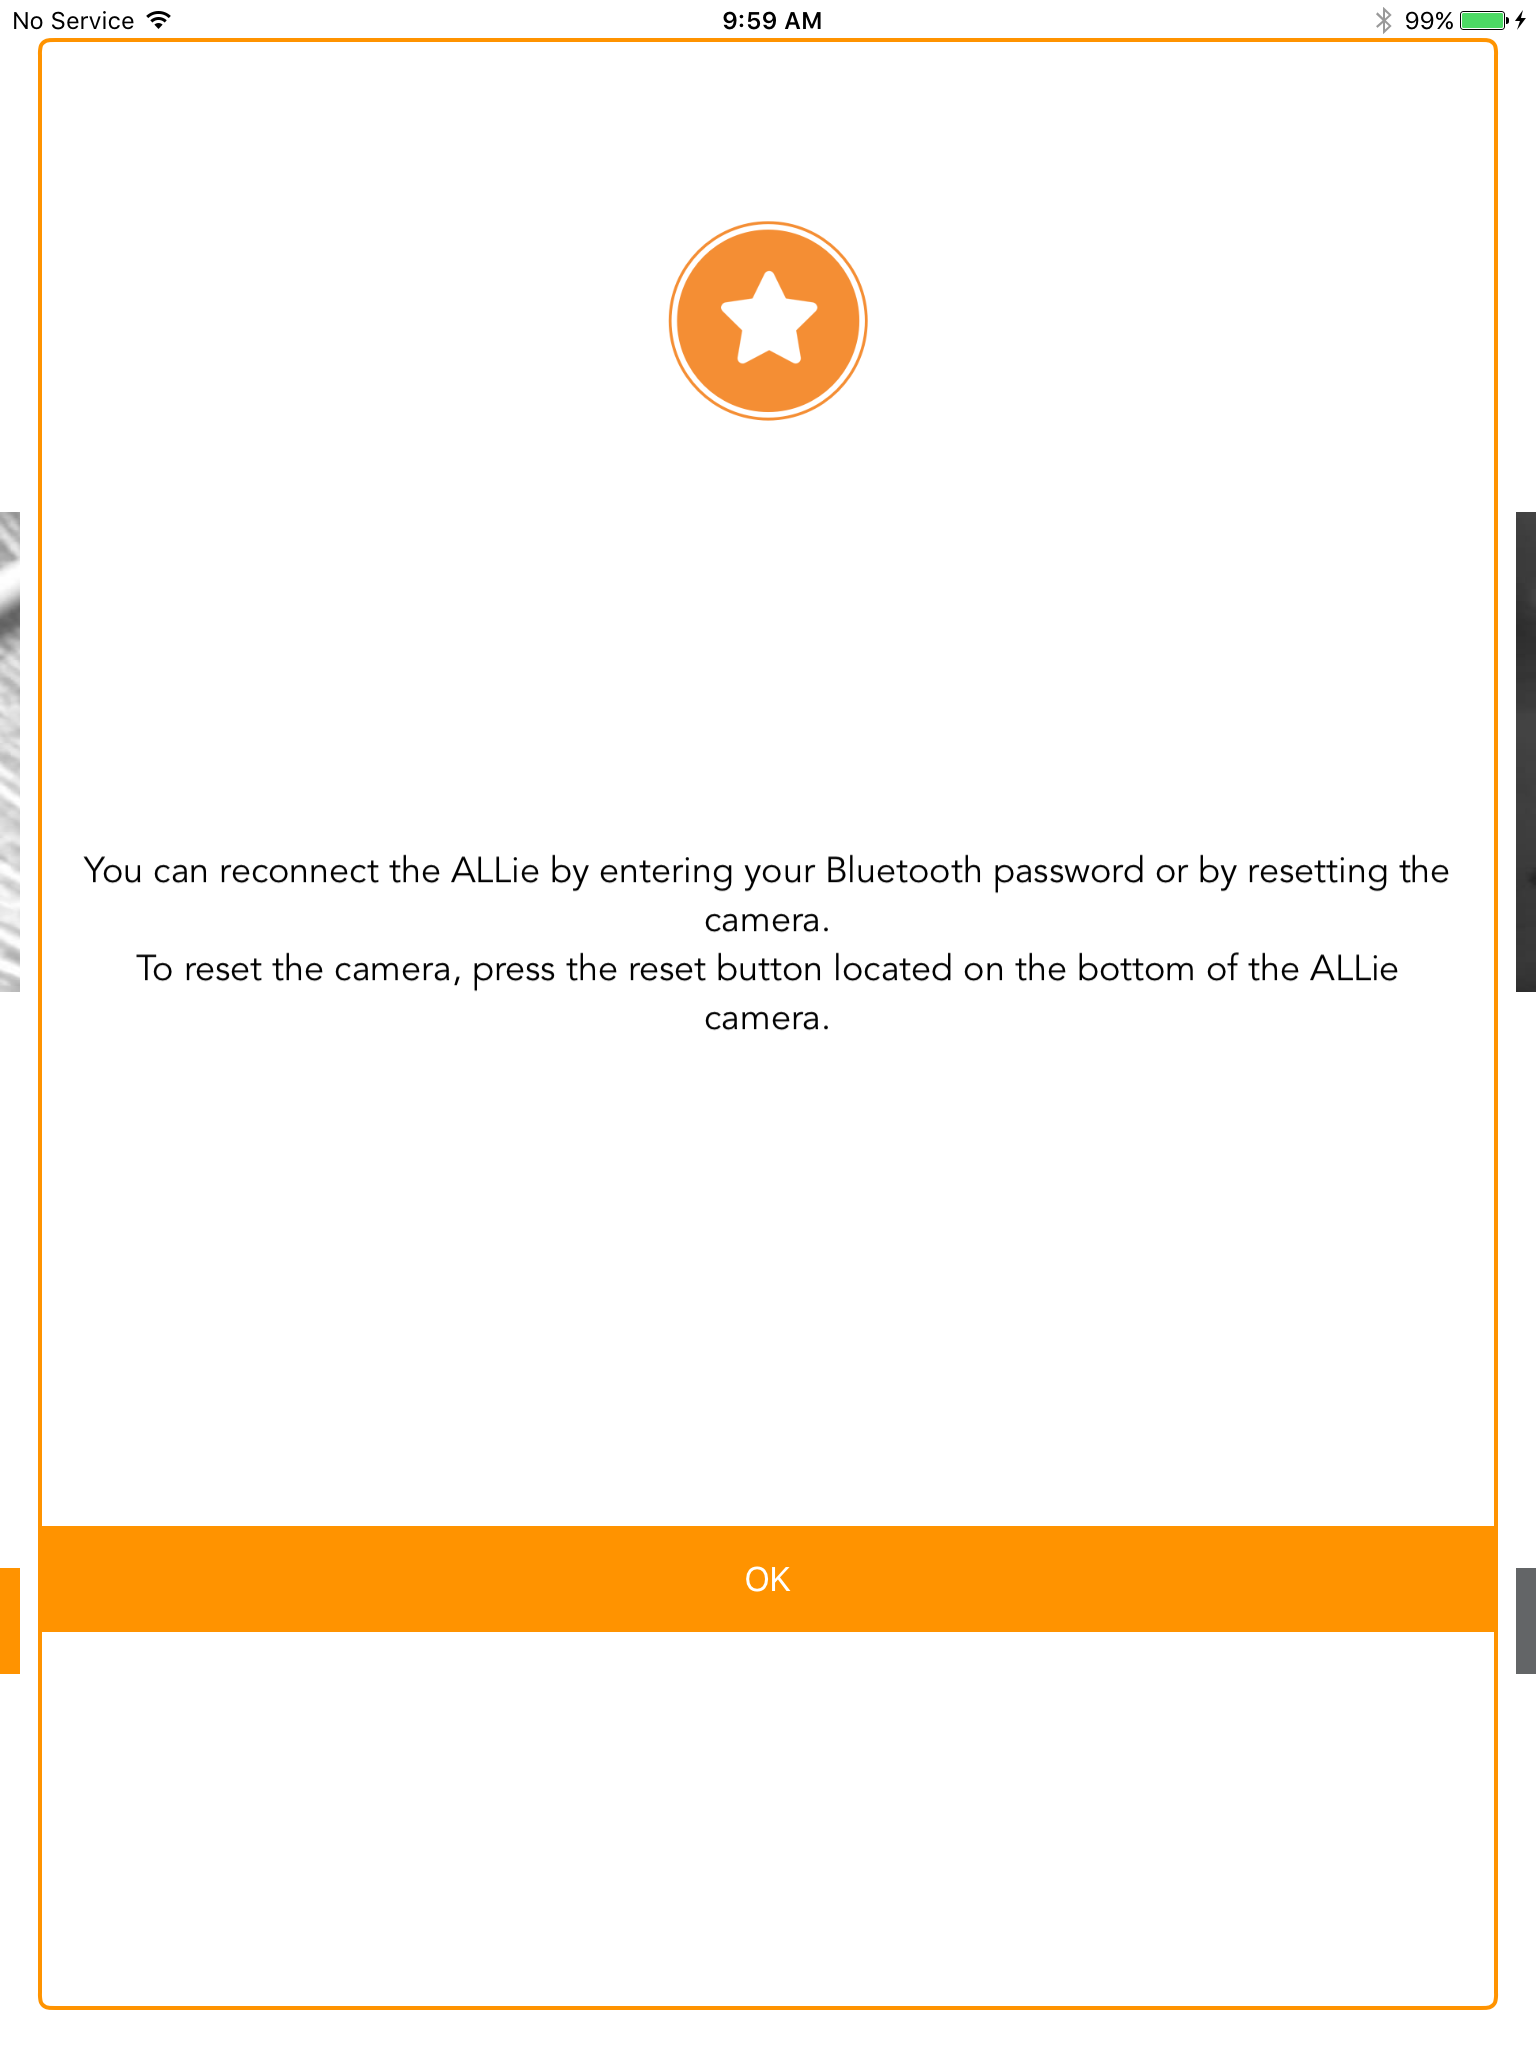 No Service 9:59 AM 99%
You can reconnect the ALLie by entering your Bluetooth password or by resetting the
camera.
To reset the camera, press the reset button located on the bottom of the ALLie
camera.
OK